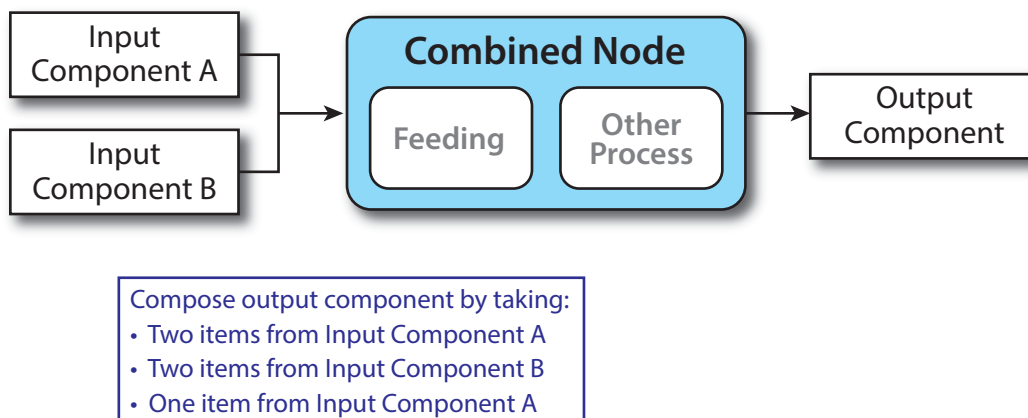 Input
Component A
Input
Component B
Combined Node
Feeding
Other
Process
Output
Component
Compose output component by taking:
• Two items from Input Component A
• Two items from Input Component B
• One item from Input Component A